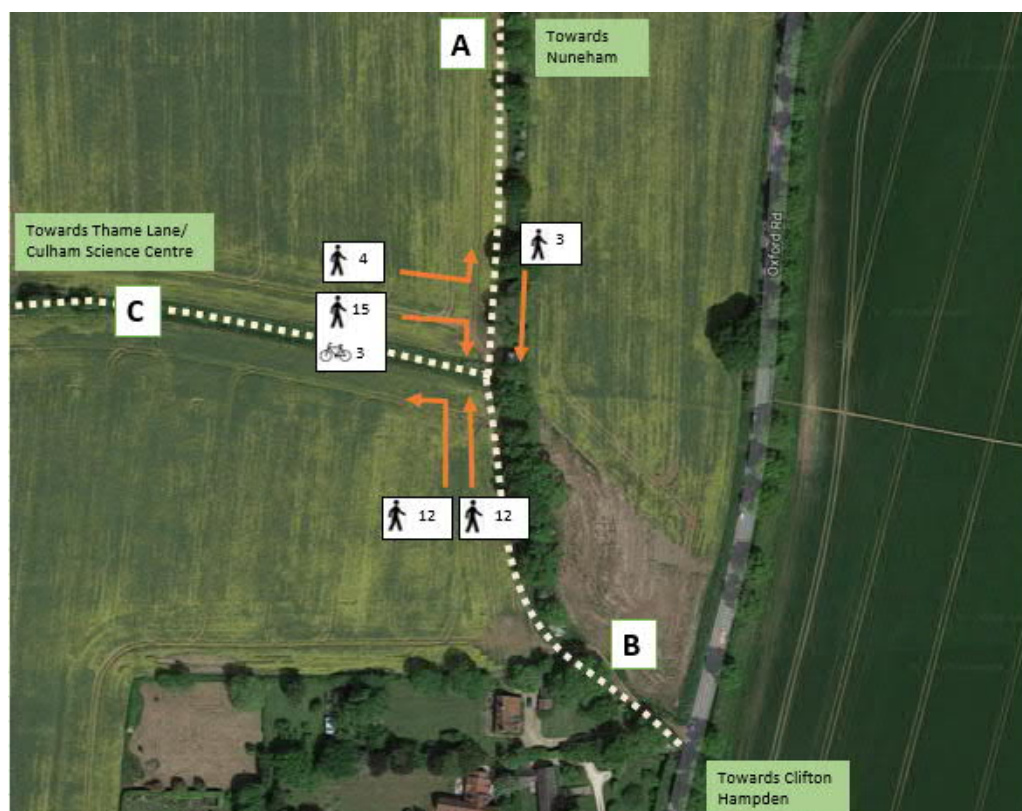 A
Towards
Nuneham
Towards Thame Lane/
Culham Science Centre
4
3
15
3
C
Oxford Rd
12
12
B
Towards Clifton
Hampden